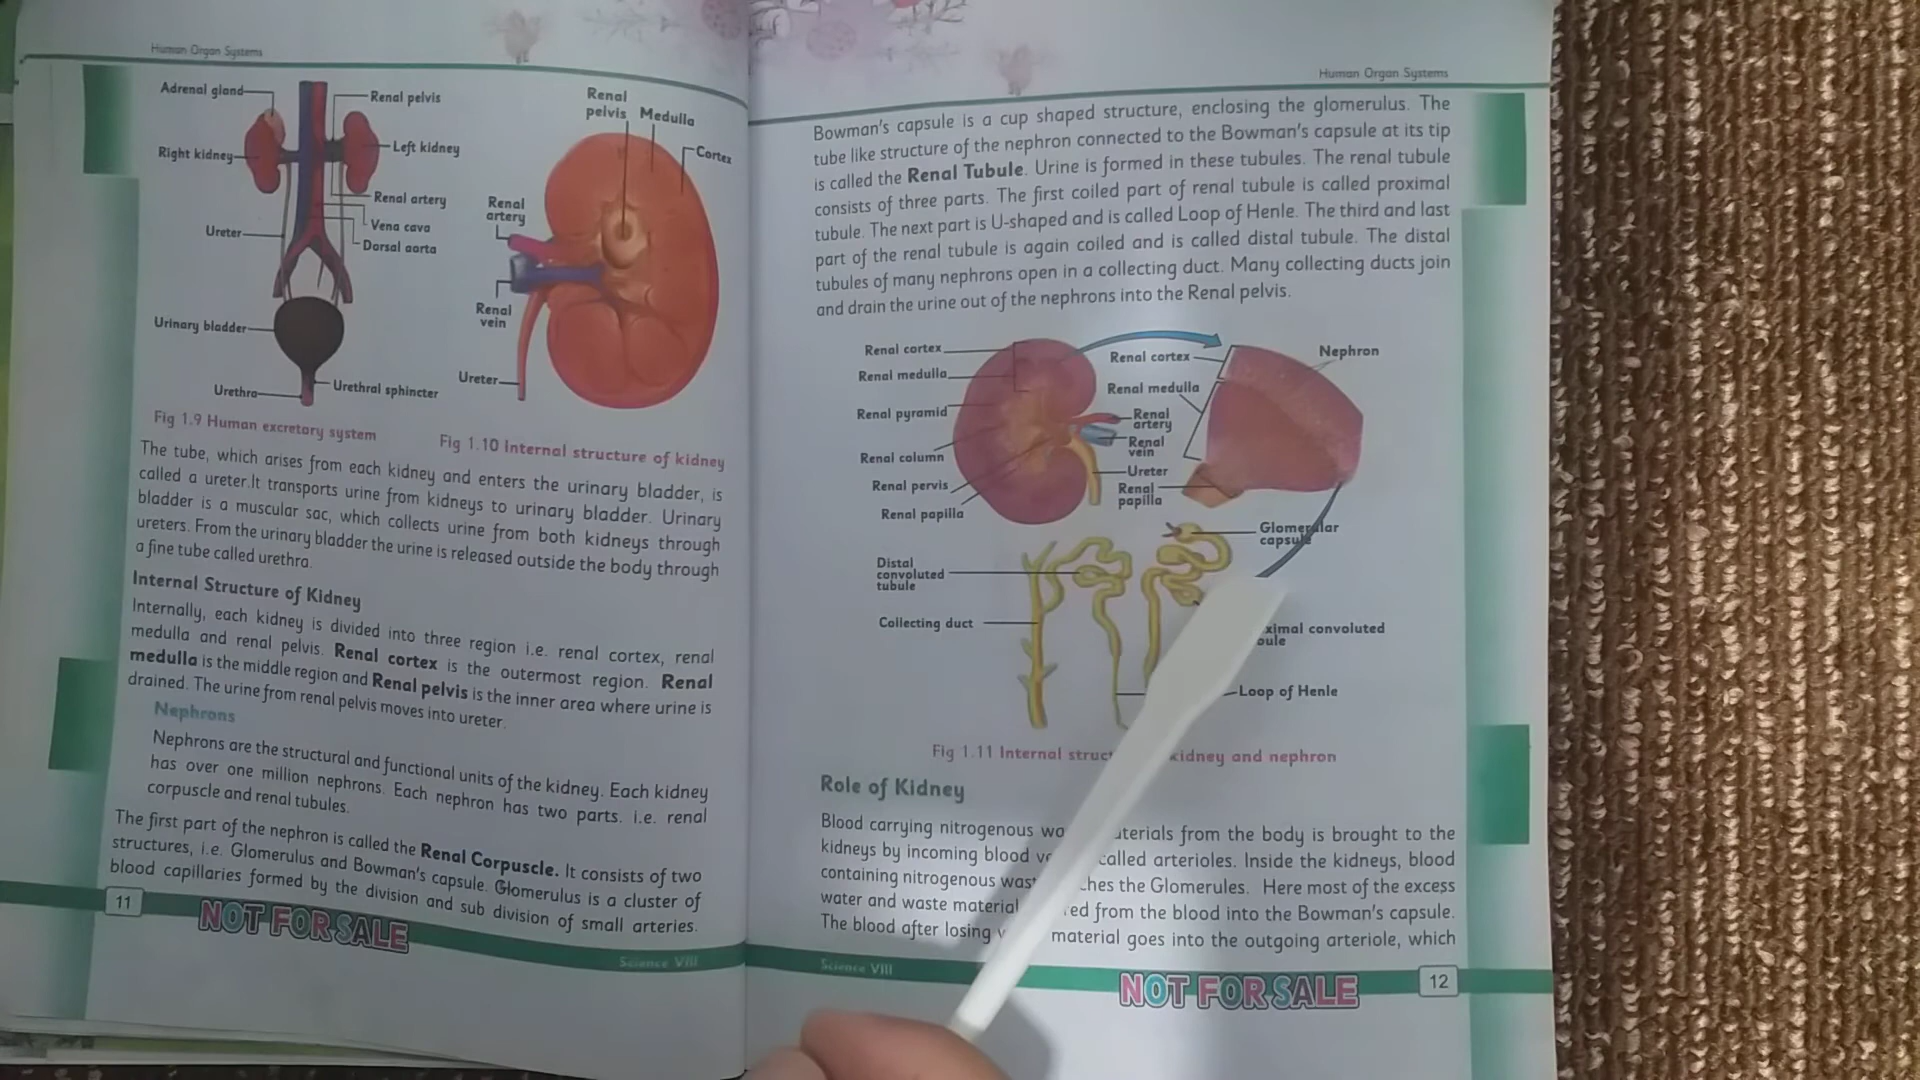 Human Organ Systems
Adrenal gland
Renal pelvis
Right kidney
Left kidney
Renal artery
Vena cava
Dorsal aorta
Ureter
Urinary bladder
Urethra
Urethral sphincter
Fig 1.9 Human excretary system
Renal
pelvis
Medulla
Cortex
Renal
artery
Renal
vein
Ureter
Fig 1.10 Internal structure of kidney
The tube, which arises from each kidney and enters the urinary bladder, is
called a ureter.It transports urine from kidneys to urinary bladder. Urinary
bladder is a muscular sac, which collects urine from both kidneys through
ureters. From the urinary bladder the urine is released outside the body through
a fine tube called urethra.
Internal Structure of Kidney
Internally, each kidney is divided into three region i.e. renal cortex, renal
medulla and renal pelvis. Renal cortex is the outermost region. Renal
medulla is the middle region and Renal pelvis is the inner area where urine is
drained. The urine from renal pelvis moves into ureter.
Nephrons
Nephrons are the structural and functional units of the kidney. Each kidney
has over one million nephrons. Each nephron has two parts. i.e. renal
corpuscle and renal tubules.
The first part of the nephron is called the Renal Corpuscle. It consists of two
structures, i.e. Glomerulus and Bowman's capsule. Glomerulus is a cluster of
blood capillaries formed by the division and sub division of small arteries.
11
NOT FOR SALE
Science VIII
Human Organ Systems
Bowman's capsule is a cup shaped structure, enclosing the glomerulus. The
tube like structure of the nephron connected to the Bowman's capsule at its tip
is called the Renal Tubule. Urine is formed in these tubules. The renal tubule
consists of three parts. The first coiled part of renal tubule is called proximal
tubule. The next part is U-shaped and is called Loop of Henle. The third and last
part of the renal tubule is again coiled and is called distal tubule. The distal
tubules of many nephrons open in a collecting duct. Many collecting ducts join
and drain the urine out of the nephrons into the Renal pelvis.
Renal cortex
Renal medulla
Renal pyramid
Renal column
Renal pervis
Renal papilla
Renal cortex
Renal medulla
Renal
artery
Renal
vein
Ureter
Renal
papilla
Nephron
Glomerular
capsule
Distal
convoluted
tubule
Collecting duct
ximal convoluted
bule
Loop of Henle
Fig 1.11 Internal struc kidney and nephron
Role of Kidney
Blood carrying nitrogenous wa aterials from the body is brought to the
kidneys by incoming blood ve called arterioles. Inside the kidneys, blood
containing nitrogenous wast ches the Glomerules. Here most of the excess
water and waste material red from the blood into the Bowman's capsule.
The blood after losing material goes into the outgoing arteriole, which
Science VIII
NOT FOR SALE
12